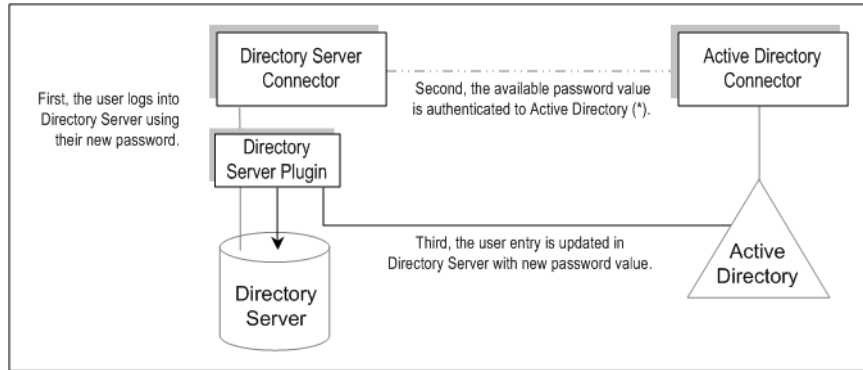 Directory Server
Connector
Active Directory
Connector
First, the user logs into
Directory Server using
their new password.
Second, the available password value
is authenticated to Active Directory (*).
Directory
Server Plugin
Third, the user entry is updated in
Directory Server with new password value.
Active
Directory
Directory
Server